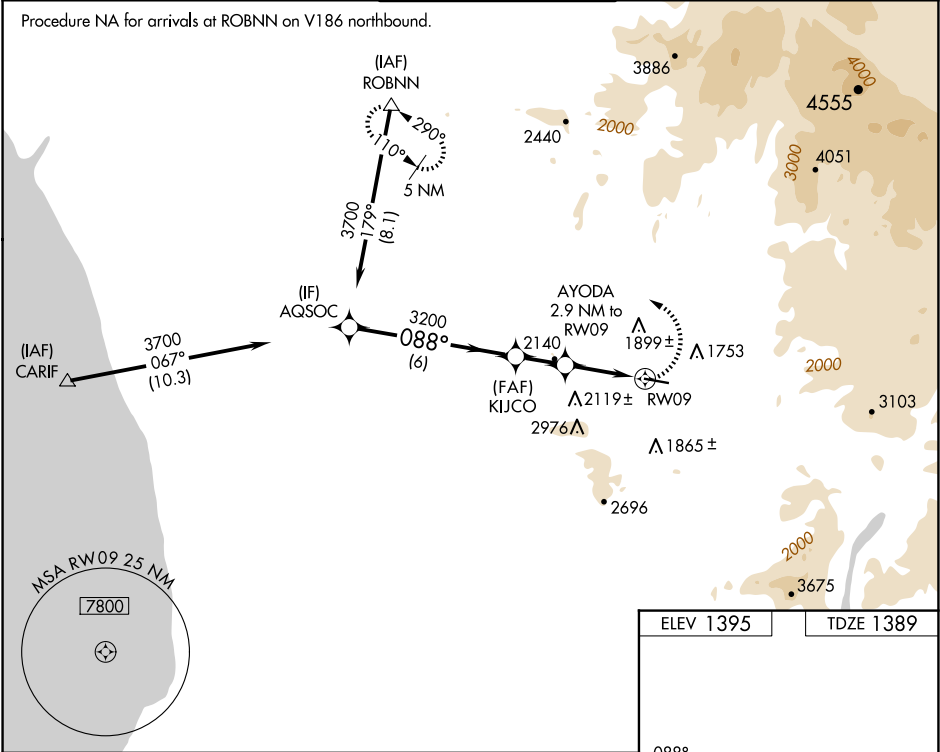 Procedure NA for arrivals at ROBNN on V186 northbound.
(IAF)
ROBNN
290°
110°
5 NM
3700
179°
(8.1)
3886
4000
4555
2440
2000
3000
4051
(IF)
AQSOC
3200
088°
(6)
AYODA
2.9 NM to
RW09
2140
1899 ±
1753
(IAF)
CARIF
3700
067°
(10.3)
(FAF)
KIJCO
2119 ±
RW09
2000
3103
2976
1865 ±
2696
2000
3675
MSA RW09 25 NM
7800
ELEV 1395
TDZE 1389